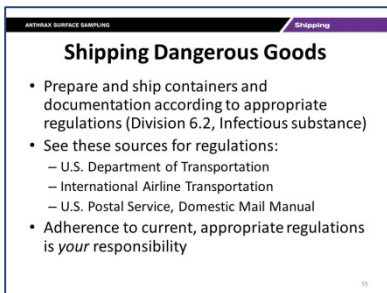 ANTHRAX SURFACE SAMPLING
Shipping
Shipping Dangerous Goods
• Prepare and ship containers and
documentation according to appropriate
regulations (Division 6.2, Infectious substance)
• See these sources for regulations:
– U.S. Department of Transportation
– International Airline Transportation
– U.S. Postal Service, Domestic Mail Manual
• Adherence to current, appropriate regulations
is your responsibility
55